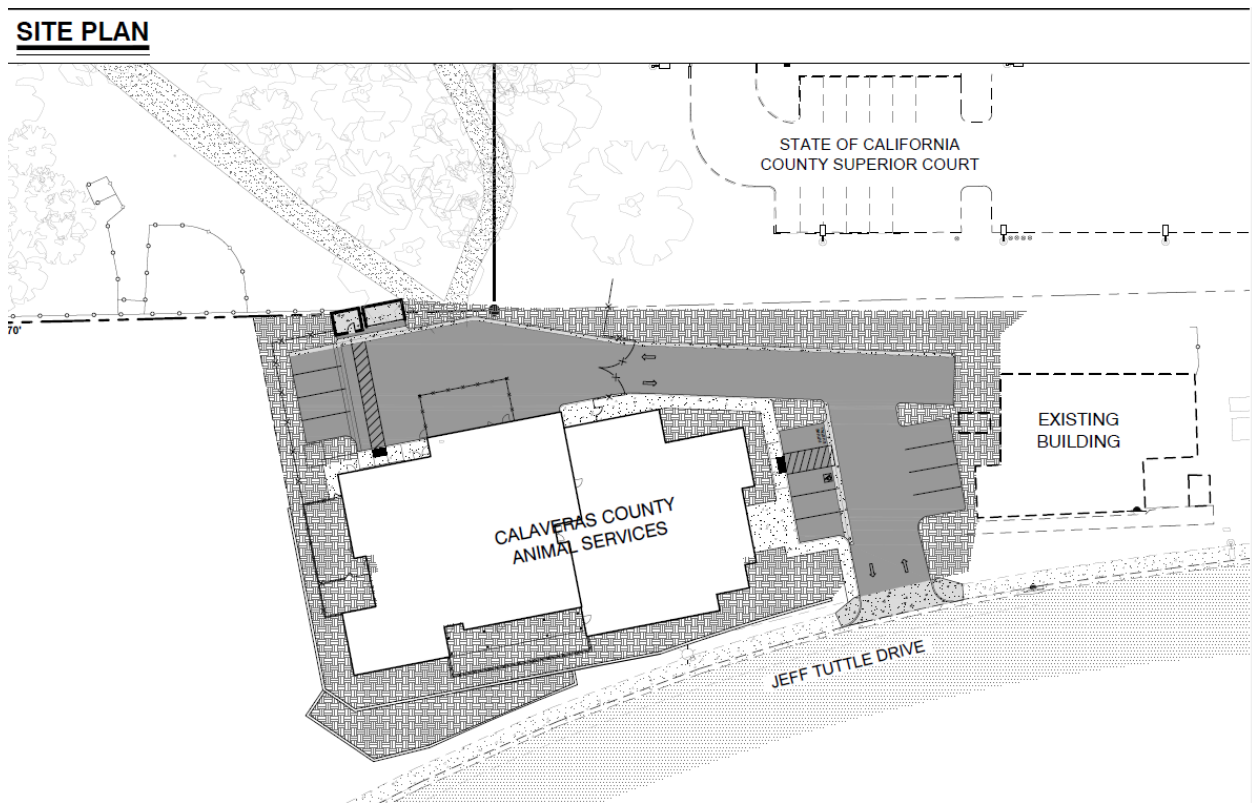 SITE PLAN
STATE OF CALIFORNIA
COUNTY SUPERIOR COURT
70'
EXISTING
BUILDING
CALAVERAS COUNTY
ANIMAL SERVICES
JEFF TUTTLE DRIVE